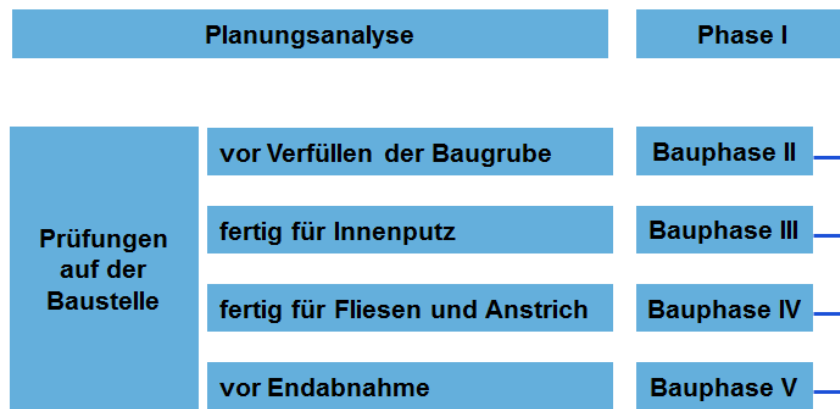 Planungsanalyse
Phase I
Prüfungen
auf der
Baustelle
vor Verfüllen der Baugrube
Bauphase II
fertig für Innenputz
Bauphase III
fertig für Fliesen und Anstrich
Bauphase IV
vor Endabnahme
Bauphase V